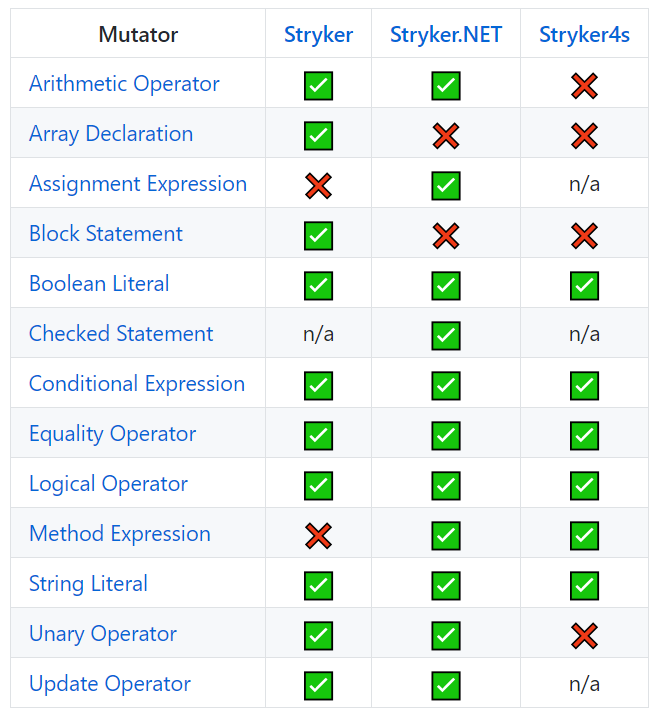 Mutator Stryker Stryker.NET Stryker4s
Arithmetic Operator ✅ ✅ ❌
Array Declaration ✅ ❌ ❌
Assignment Expression ❌ ✅ n/a
Block Statement ✅ ❌ ❌
Boolean Literal ✅ ✅ ✅
Checked Statement n/a ✅ n/a
Conditional Expression ✅ ✅ ✅
Equality Operator ✅ ✅ ✅
Logical Operator ✅ ✅ ✅
Method Expression ❌ ✅ ✅
String Literal ✅ ✅ ✅
Unary Operator ✅ ✅ ❌
Update Operator ✅ ✅ n/a